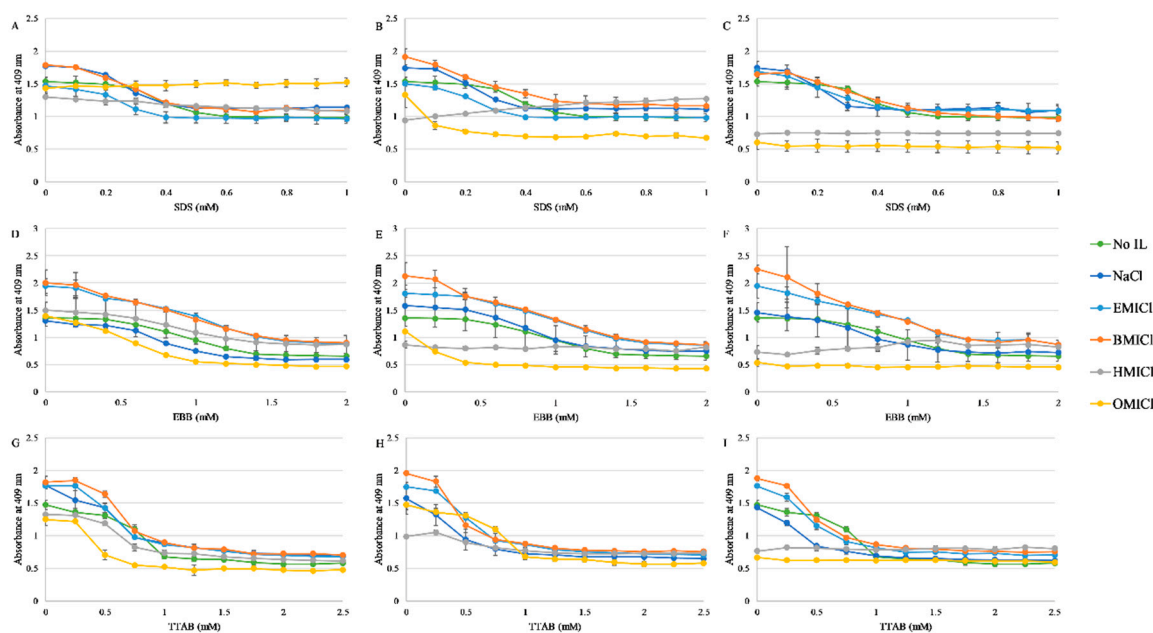 A
Absorbance at 409 nm
2.5
2
1.5
1
0.5
0
0 0.2 0.4 0.6 0.8 1
SDS (mM)
B
Absorbance at 409 nm
2.5
2
1.5
1
0.5
0
0 0.2 0.4 0.6 0.8 1
SDS (mM)
C
Absorbance at 409 nm
2.5
2
1.5
1
0.5
0
0 0.2 0.4 0.6 0.8 1
SDS (mM)
D
Absorbance at 409 nm
3
2.5
2
1.5
1
0.5
0
0 0.5 1 1.5 2
EBB (mM)
E
Absorbance at 409 nm
3
2.5
2
1.5
1
0.5
0
0 0.5 1 1.5 2
EBB (mM)
F
Absorbance at 409 nm
3
2.5
2
1.5
1
0.5
0
0 0.5 1 1.5 2
EBB (mM)
No IL
NaCl
EMICl
BMICl
HMICl
OMICl
G
Absorbance at 409 nm
2.5
2
1.5
1
0.5
0
0 0.5 1 1.5 2 2.5
TTAB (mM)
H
Absorbance at 409 nm
2.5
2
1.5
1
0.5
0
0 0.5 1 1.5 2 2.5
TTAB (mM)
I
Absorbance at 409 nm
2.5
2
1.5
1
0.5
0
0 0.5 1 1.5 2 2.5
TTAB (mM)